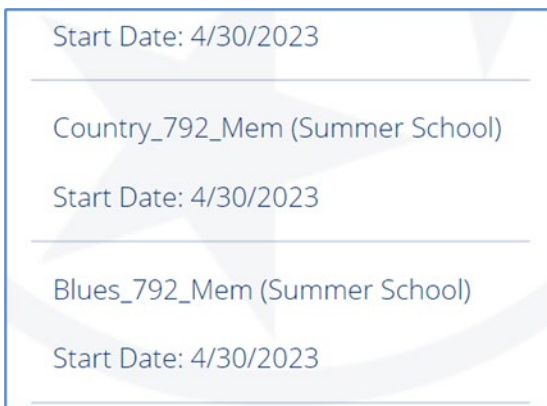 Start Date: 4/30/2023
Country_792_Mem (Summer School)
Start Date: 4/30/2023
Blues_792_Mem (Summer School)
Start Date: 4/30/2023